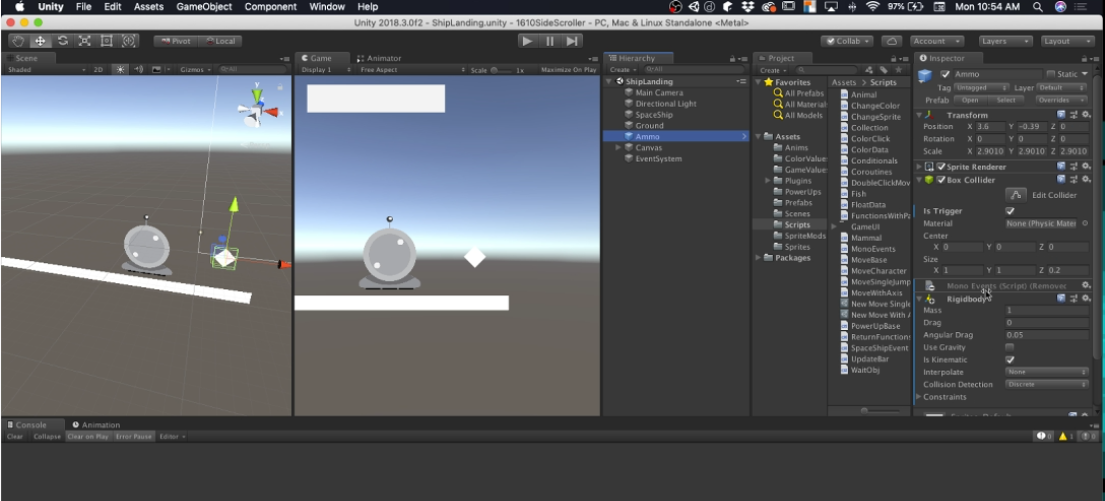 Unity File Edit Assets GameObject Component Window Help 97% Mon 10:54 AM
Unity 2018.3.0f2 - ShipLanding.unity - 1610SideScroller - PC, Mac & Linux Standalone <Metal>
Pivot Local Collab Account Layers Layout
Scene
Shaded 2D Gizmos All
Game Animator
Display 1 Free Aspect Scale 1x Maximize On Play
Hierarchy
Create All
ShipLanding
Main Camera
Directional Light
SpaceShip
Ground
Ammo
Canvas
EventSystem
Project
Create
Favorites
All Prefabs
All Material
All Models
Assets
Anims
ColorValue
GameValue
Plugins
PowerUps
Prefabs
Scenes
Scripts
SpriteMods
Sprites
Packages
Assets > Scripts
Animal
ChangeColor
ChangeSprite
Collection
ColorClick
ColorData
Conditionals
Coroutines
DoubleClickMov
Fish
FloatData
FunctionsWithPa
GameUI
Mammal
MonoEvents
MoveBase
MoveCharacter
MoveSingleJump
MoveWithAxis
New Move Single
New Move With A
PowerUpBase
ReturnFunctions
SpaceShipEvent
UpdateBar
WaitObj
Inspector
Ammo Static
Tag Untagged Layer Default
Prefab Open Select Overrides
Transform
Position X 3.6 Y -0.39 Z 0
Rotation X 0 Y 0 Z 0
Scale X 2.9010 Y 2.9010 Z 2.9010
Sprite Renderer
Box Collider
Edit Collider
Is Trigger
Material None (Physic Mater
Center
X 0 Y 0 Z 0
Size
X 1 Y 1 Z 0.2
Mono Events (Script) (Removed
Rigidbody
Mass 1
Drag 0
Angular Drag 0.05
Use Gravity
Is Kinematic
Interpolate None
Collision Detection Discrete
Constraints
Console Animation
Clear Collapse Clear on Play Error Pause Editor
0 1 0